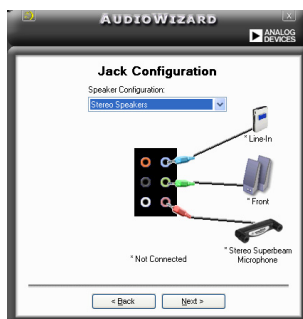 AUDIOWIZARD
ANALOG
DEVICES
Jack Configuration
Speaker Configuration:
Stereo Speakers
* Line-In
* Front
* Stereo Superbeam
Microphone
* Not Connected
< Back
Next >